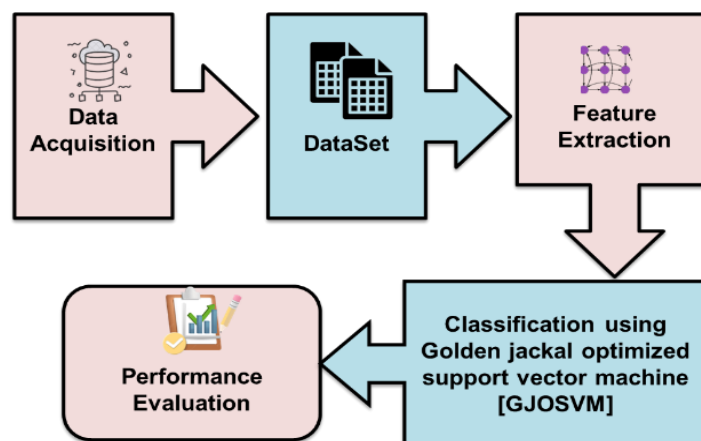 Data
Acquisition
DataSet
Feature
Extraction
Classification using
Golden jackal optimized
support vector machine
[GJOSVM]
Performance
Evaluation